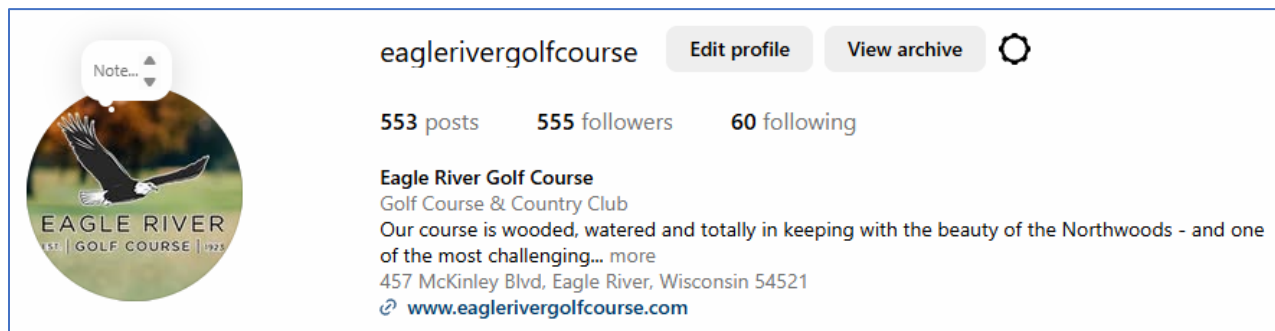 Note...
eaglerivergolfcourse Edit profile View archive
553 posts 555 followers 60 following
EAGLE RIVER
EST. | GOLF COURSE | 1923
Eagle River Golf Course
Golf Course & Country Club
Our course is wooded, watered and totally in keeping with the beauty of the Northwoods - and one
of the most challenging... more
457 McKinley Blvd, Eagle River, Wisconsin 54521
www.eaglerivergolfcourse.com